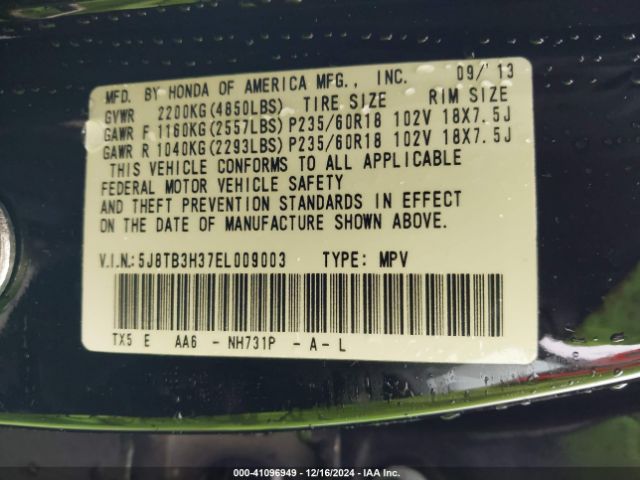 MFD. BY HONDA OF AMERICA MFG., INC. 09/'13
GVWR 2200KG(4850LBS) TIRE SIZE RIM SIZE
GAWR F 1160KG(2557LBS) P235/60R18 102V 18X7.5J
GAWR R 1040KG(2293LBS) P235/60R18 102V 18X7.5J
THIS VEHICLE CONFORMS TO ALL APPLICABLE
FEDERAL MOTOR VEHICLE SAFETY
AND THEFT PREVENTION STANDARDS IN EFFECT
ON THE DATE OF MANUFACTURE SHOWN ABOVE.
V.I.N.:5J8TB3H37EL009003 TYPE: MPV
TX5 E AA6 - NH731P - A - L
000-41096949 - 12/16/2024 - IAA Inc.